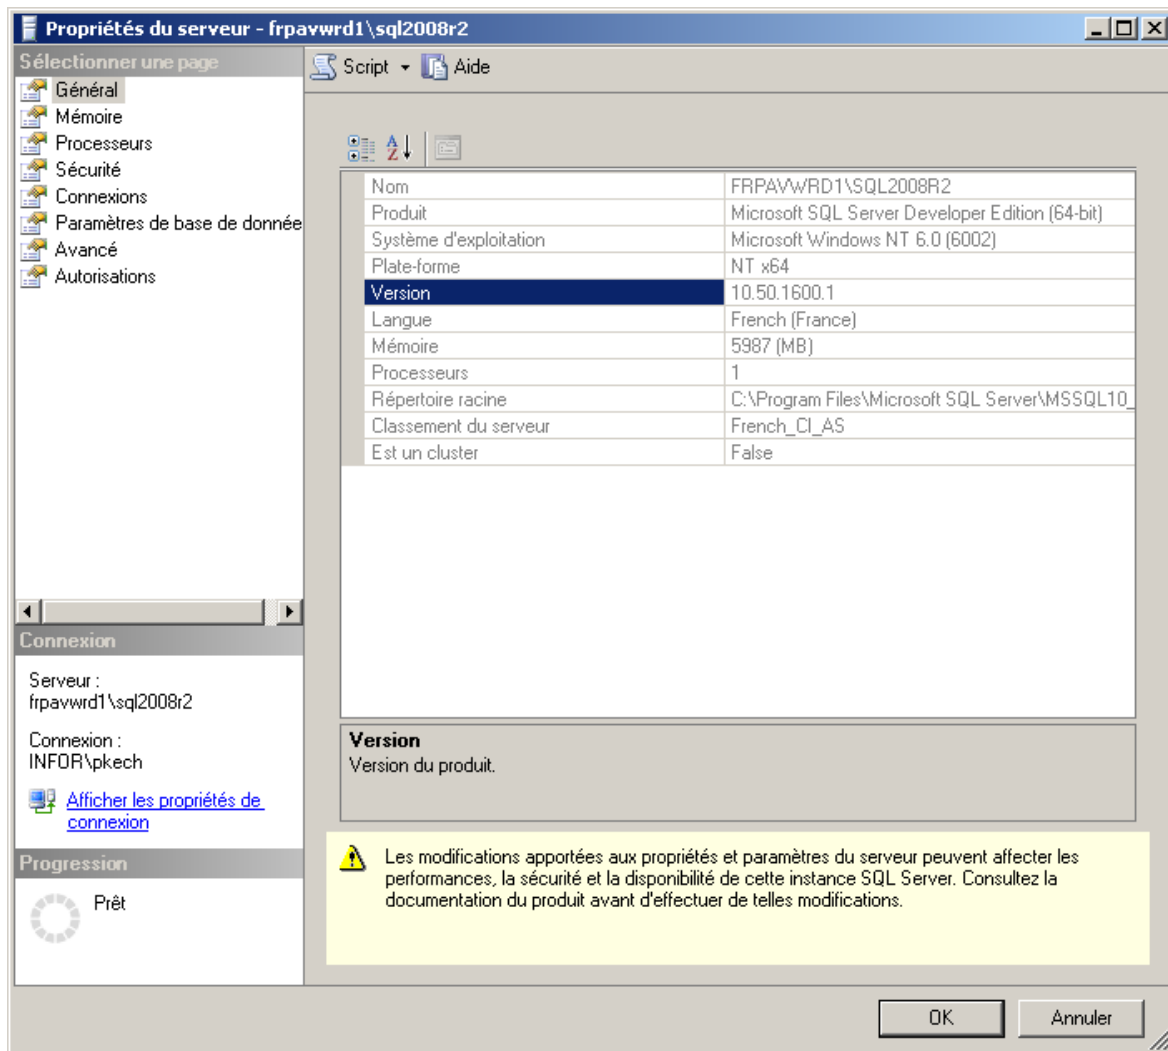 Propriétés du serveur - frpavwrd1\sql2008r2
Sélectionner une page
Général
Mémoire
Processeurs
Sécurité
Connexions
Paramètres de base de donnée
Avancé
Autorisations
Script
Aide
Nom FRPAVWRD1\SQL2008R2
Produit Microsoft SQL Server Developer Edition (64-bit)
Système d'exploitation Microsoft Windows NT 6.0 (6002)
Plate-forme NT x64
Version 10.50.1600.1
Langue French (France)
Mémoire 5987 (MB)
Processeurs 1
Répertoire racine C:\Program Files\Microsoft SQL Server\MSSQL10_
Classement du serveur French_CI_AS
Est un cluster False
Connexion
Serveur :
frpavwrd1\sql2008r2
Connexion :
INFOR\pkech
Afficher les propriétés de
connexion
Progression
Prêt
Version
Version du produit.
Les modifications apportées aux propriétés et paramètres du serveur peuvent affecter les
performances, la sécurité et la disponibilité de cette instance SQL Server. Consultez la
documentation du produit avant d'effectuer de telles modifications.
OK
Annuler